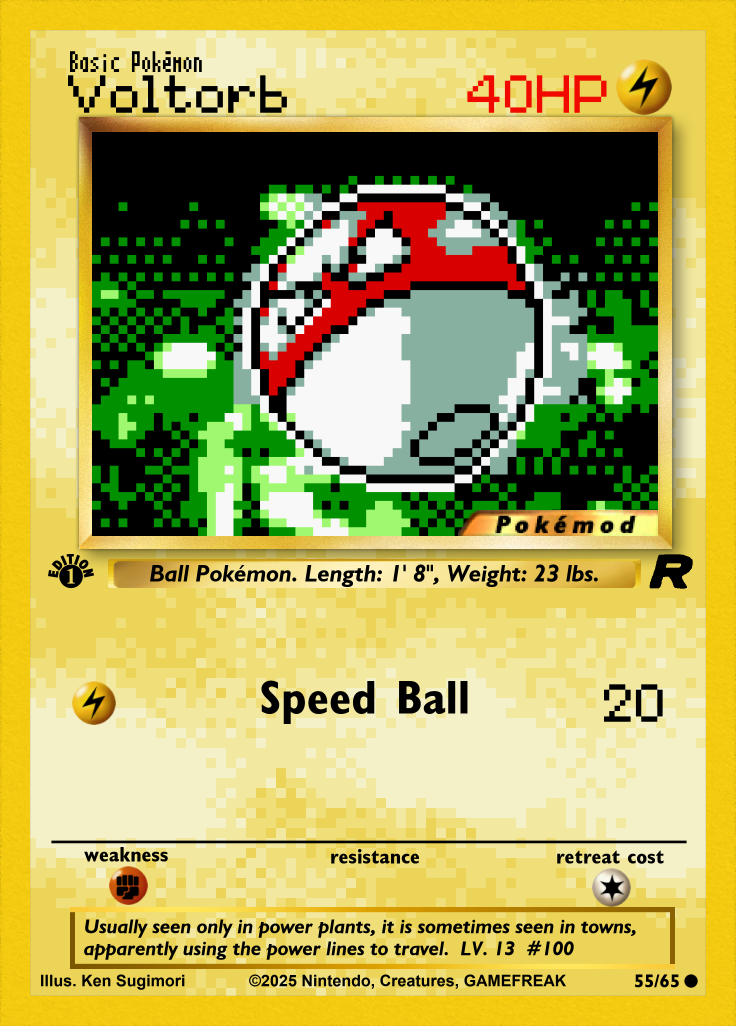 Basic Pokémon
Voltorb 40HP
Pokémod
EDITION 1
Ball Pokémon. Length: 1' 8", Weight: 23 lbs.
R
Speed Ball 20
weakness resistance retreat cost
Usually seen only in power plants, it is sometimes seen in towns,
apparently using the power lines to travel. LV. 13 #100
Illus. Ken Sugimori ©2025 Nintendo, Creatures, GAMEFREAK 55/65